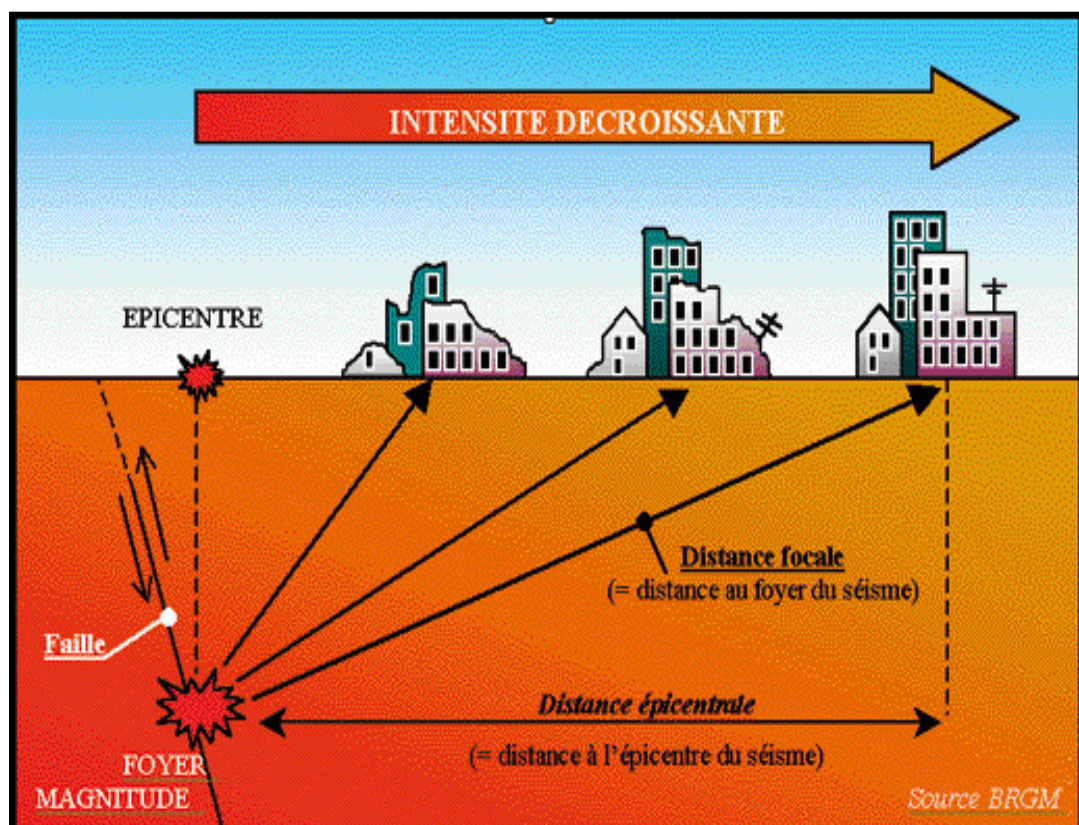 INTENSITE DECROISSANTE
EPICENTRE
Distance focale
(= distance au foyer du séisme)
Faille
Distance épicentrale
(= distance à l'épicentre du séisme)
FOYER
MAGNITUDE
Source BRGM